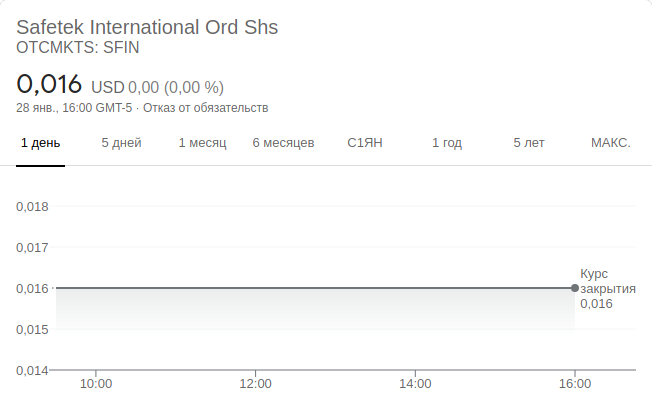 Safetek International Ord Shs
OTCMKTS: SFIN
0,016 USD 0,00 (0,00 %)
28 янв., 16:00 GMT-5 · Отказ от обязательств
1 день 5 дней 1 месяц 6 месяцев С1ЯН 1 год 5 лет МАКС.
0,018
0,017
0,016
0,015
0,014
Курс
закрытия
0,016
10:00 12:00 14:00 16:00